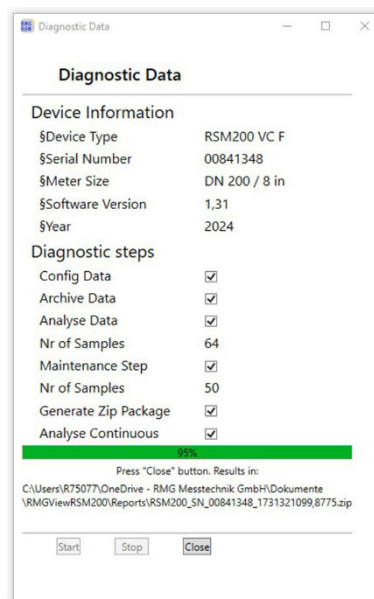 Diagnostic Data
Diagnostic Data
Device Information
§Device Type RSM200 VC F
§Serial Number 00841348
§Meter Size DN 200 / 8 in
§Software Version 1,31
§Year 2024
Diagnostic steps
Config Data
Archive Data
Analyse Data
Nr of Samples 64
Maintenance Step
Nr of Samples 50
Generate Zip Package
Analyse Continuous
95%
Press "Close" button. Results in:
C:\Users\R75077\OneDrive - RMG Messtechnik GmbH\Dokumente
\RMGViewRSM200\Reports\RSM200_SN_00841348_1731321099,8775.zip
Start Stop Close